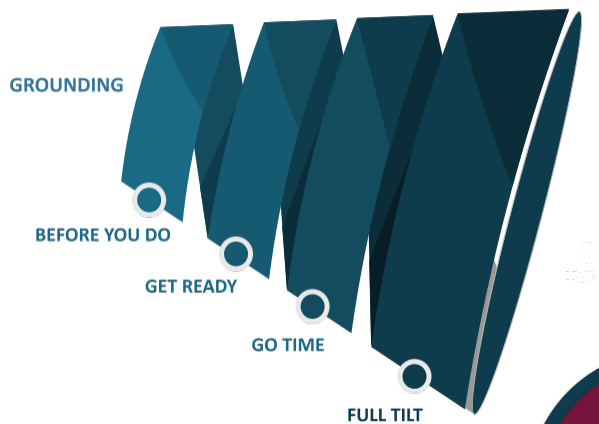 GROUNDING
BEFORE YOU DO
GET READY
GO TIME
FULL TILT